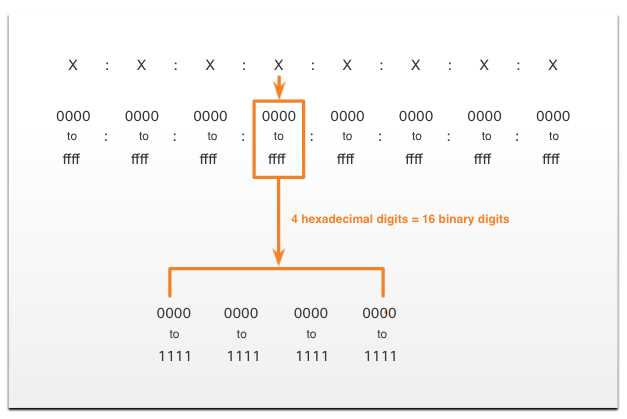 X : X : X : X : X : X : X : X
0000 0000 0000 0000 0000 0000 0000 0000
to : to : to : to : to : to : to : to
ffff ffff ffff ffff ffff ffff ffff ffff
4 hexadecimal digits = 16 binary digits
0000 0000 0000 0000
to to to to
1111 1111 1111 1111